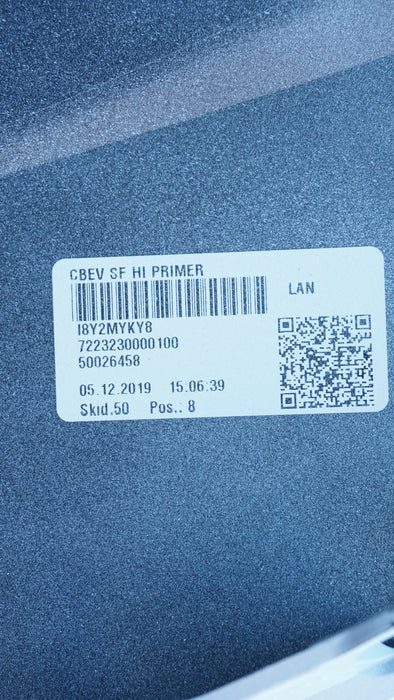 CBEV SF HI PRIMER
LAN
I8Y2MYKY8
7223230000100
50026458
05.12.2019 15.06:39
Skid.50 Pos.: 8